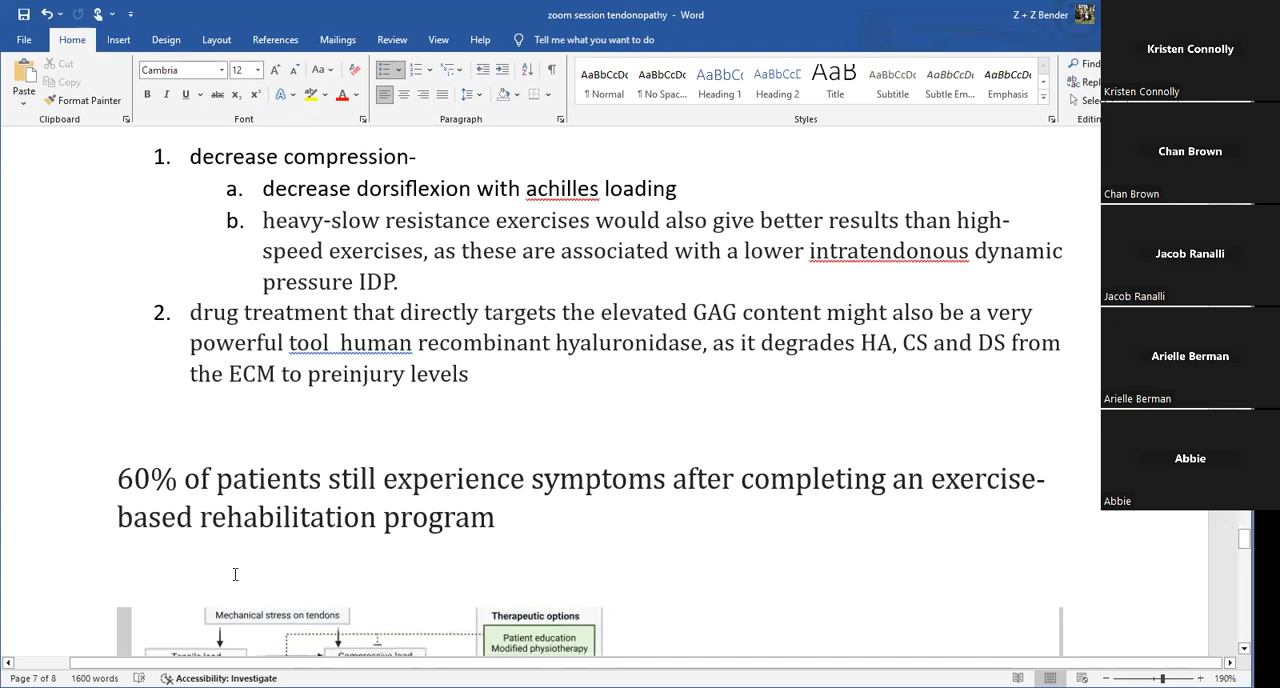 zoom session tendonopathy - Word
Z + Z Bender
File Home Insert Design Layout References Mailings Review View Help Tell me what you want to do
Paste
Cut
Copy
Format Painter
Clipboard
Cambria 12
Font
Paragraph
AaBbCcDc AaBbCcDc AaBbCc AaBbCcDc AaB AaBbCcDc AaBbCcDc AaBbCcDc
¶ Normal ¶ No Spac... Heading 1 Heading 2 Title Subtitle Subtle Em... Emphasis
Styles
Find
Repl
Sele
Editin
1. decrease compression-
a. decrease dorsiflexion with achilles loading
b. heavy-slow resistance exercises would also give better results than high-
speed exercises, as these are associated with a lower intratendonous dynamic
pressure IDP.
2. drug treatment that directly targets the elevated GAG content might also be a very
powerful tool human recombinant hyaluronidase, as it degrades HA, CS and DS from
the ECM to preinjury levels
60% of patients still experience symptoms after completing an exercise-
based rehabilitation program
Mechanical stress on tendons
Therapeutic options
Patient education
Modified physiotherapy
Tensile load
Compressive load
Page 7 of 8 1600 words Accessibility: Investigate 190%
Kristen Connolly
Kristen Connolly
Chan Brown
Chan Brown
Jacob Ranalli
Jacob Ranalli
Arielle Berman
Arielle Berman
Abbie
Abbie